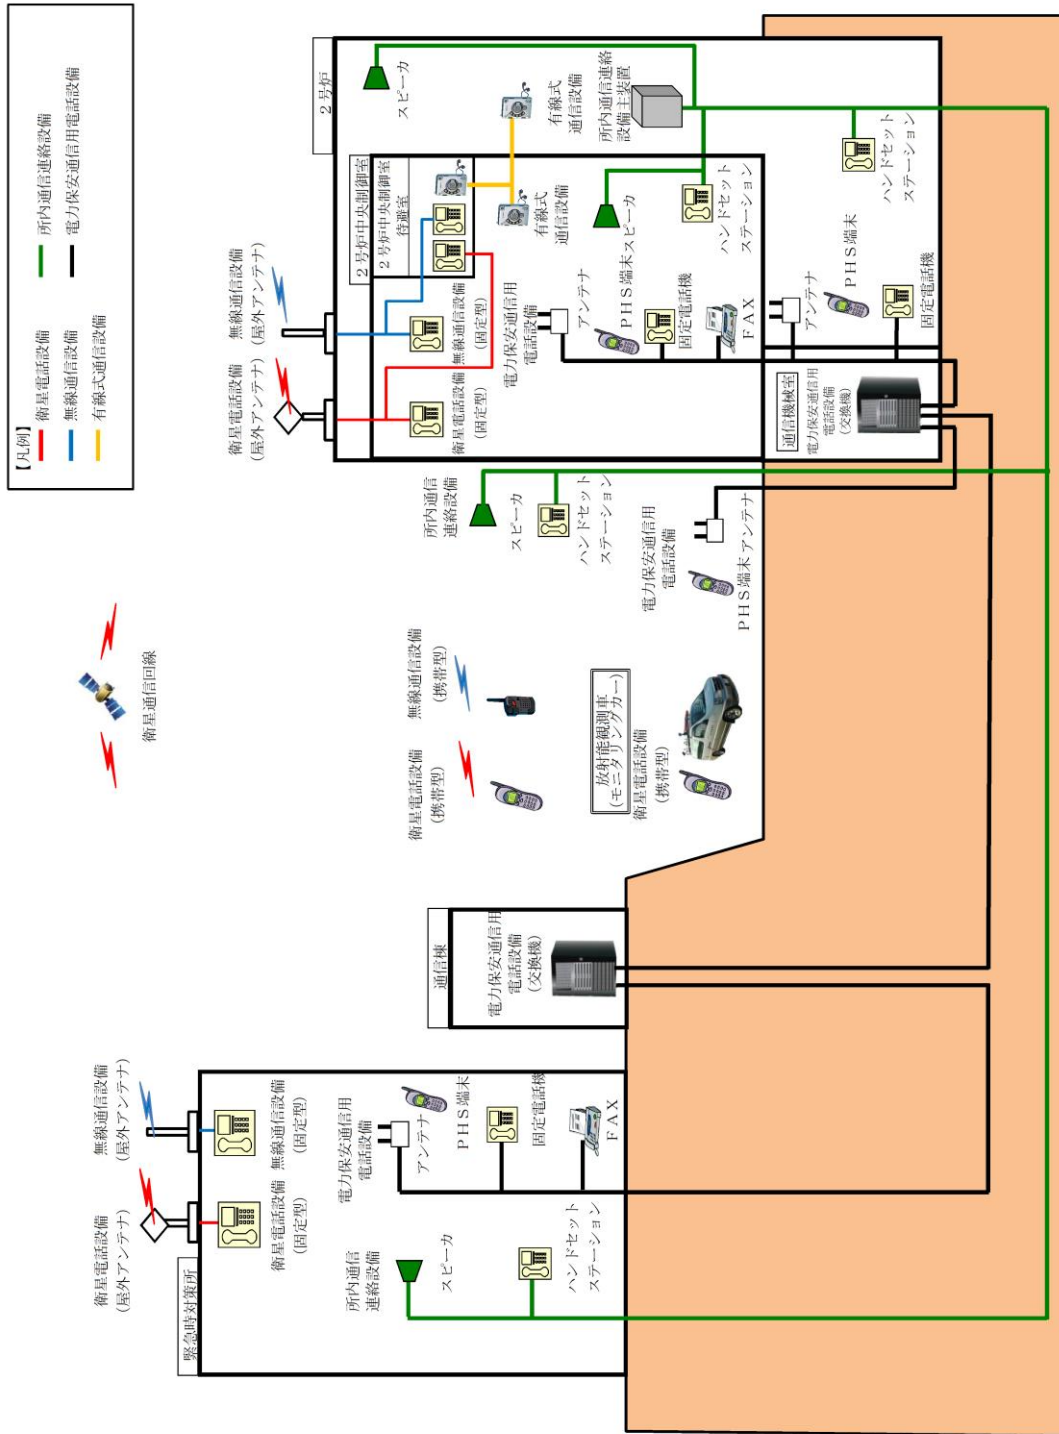 【凡例】
衛星電話設備
無線通信設備
有線式通信設備
所内通信連絡設備
電力保安通信用電話設備
衛星通信回線
緊急時対策所
衛星電話設備
(屋外アンテナ)
無線通信設備
(屋外アンテナ)
衛星電話設備
(固定型)
無線通信設備
(固定型)
所内通信
連絡設備
スピーカ
ハンドセット
ステーション
電力保安通信用
電話設備
アンテナ
PHS端末
固定電話機
FAX
通信棟
電力保安通信用
電話設備
(交換機)
衛星電話設備
(携帯型)
無線通信設備
(携帯型)
放射能観測車
(モニタリングカー)
衛星電話設備
(携帯型)
所内通信
連絡設備
スピーカ
ハンドセット
ステーション
電力保安通信用
電話設備
PHS端末
アンテナ
2号炉
衛星電話設備
(屋外アンテナ)
無線通信設備
(屋外アンテナ)
2号炉中央制御室
2号炉中央制御室
待避室
衛星電話設備
(固定型)
無線通信設備
(固定型)
電力保安通信用
電話設備
アンテナ
PHS端末
固定電話機
FAX
有線式
通信設備
スピーカ
ハンドセット
ステーション
スピーカ
有線式
通信設備
所内通信連絡
設備主装置
ハンドセット
ステーション
通信機械室
電力保安通信用
電話設備
(交換機)
アンテナ
PHS端末
固定電話機